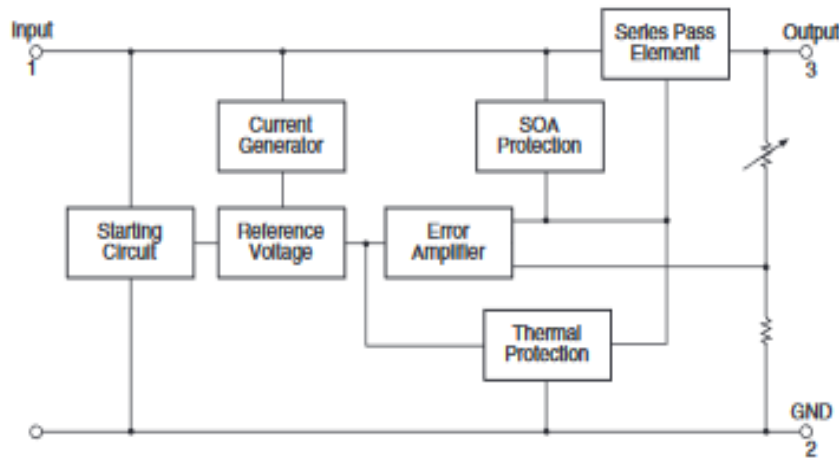 Input
1
Series Pass
Element
Output
3
Current
Generator
SOA
Protection
Starting
Circuit
Reference
Voltage
Error
Amplifier
Thermal
Protection
GND
2